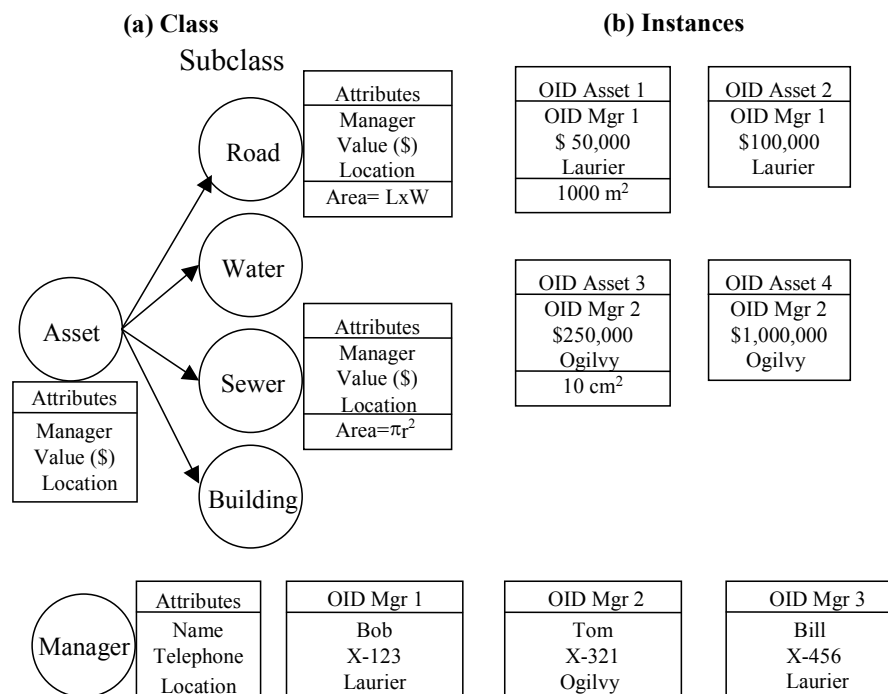 (a) Class
(b) Instances
Subclass
Road
Attributes
Manager
Value ($)
Location
Area= LxW
OID Asset 1
OID Mgr 1
$ 50,000
Laurier
1000 m²
OID Asset 2
OID Mgr 1
$100,000
Laurier
Water
Asset
Attributes
Manager
Value ($)
Location
Sewer
Attributes
Manager
Value ($)
Location
Area=πr²
OID Asset 3
OID Mgr 2
$250,000
Ogilvy
10 cm²
OID Asset 4
OID Mgr 2
$1,000,000
Ogilvy
Building
Manager
Attributes
Name
Telephone
Location
OID Mgr 1
Bob
X-123
Laurier
OID Mgr 2
Tom
X-321
Ogilvy
OID Mgr 3
Bill
X-456
Laurier